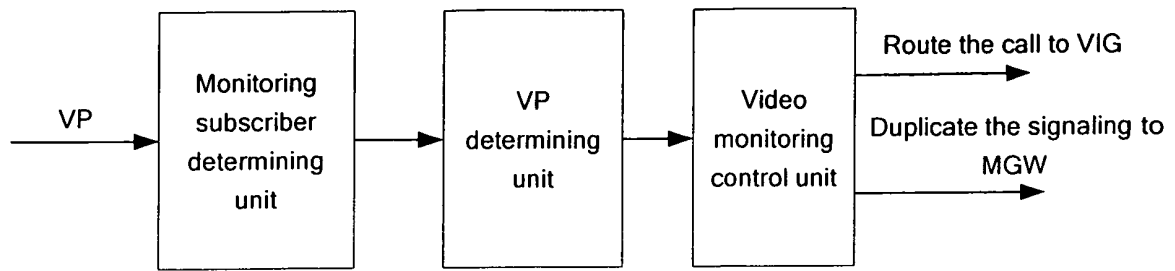 VP
Monitoring
subscriber
determining
unit
VP
determining
unit
Video
monitoring
control unit
Route the call to VIG
Duplicate the signaling to
MGW